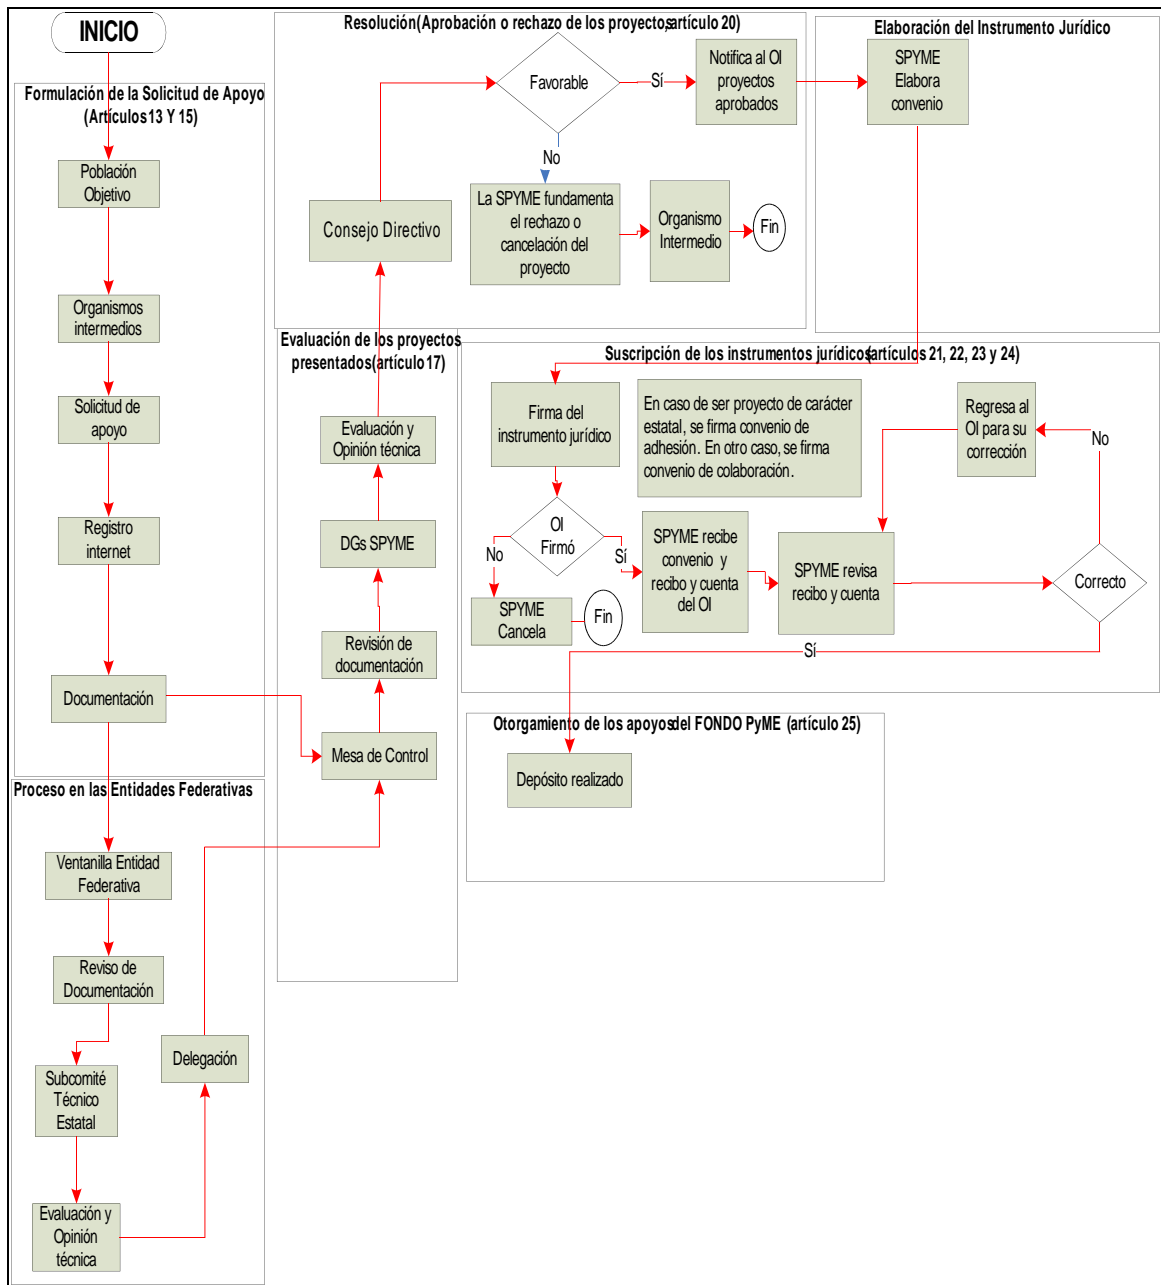 INICIO
Formulación de la Solicitud de Apoyo
(Artículos 13 Y 15)
Población
Objetivo
Organismos
intermedios
Solicitud de
apoyo
Registro
internet
Documentación
Proceso en las Entidades Federativas
Ventanilla Entidad
Federativa
Reviso de
Documentación
Subcomité
Técnico
Estatal
Evaluación y
Opinión
técnica
Delegación
Evaluación de los proyectos
presentados(artículo 17)
Evaluación y
Opinión técnica
DGs SPYME
Revisión de
documentación
Mesa de Control
Resolución(Aprobación o rechazo de los proyectos,artículo 20)
Consejo Directivo
Favorable
Sí
No
Notifica al OI
proyectos
aprobados
La SPYME fundamenta
el rechazo o
cancelación del
proyecto
Organismo
Intermedio
Fin
Elaboración del Instrumento Jurídico
SPYME
Elabora
convenio
Suscripción de los instrumentos jurídicos(artículos 21, 22, 23 y 24)
Firma del
instrumento jurídico
En caso de ser proyecto de carácter
estatal, se firma convenio de
adhesión. En otro caso, se firma
convenio de colaboración.
Regresa al
OI para su
corrección
No
OI
Firmó
No
Sí
SPYME
Cancela
Fin
SPYME recibe
convenio y
recibo y cuenta
del OI
SPYME revisa
recibo y cuenta
Correcto
Sí
Otorgamiento de los apoyos del FONDO PyME (artículo 25)
Depósito realizado